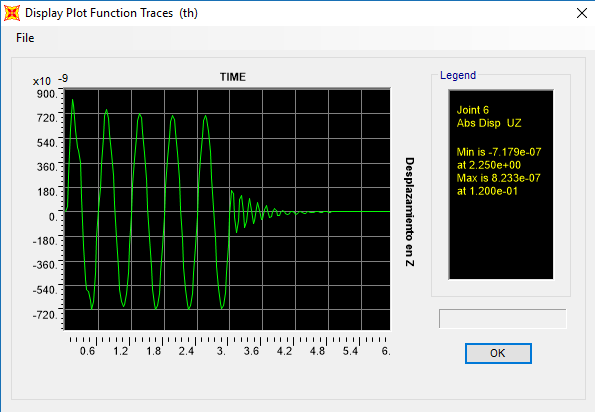 Display Plot Function Traces (th)
File
TIME
x10 -9
900.
720.
540.
360.
180.
0.
-180.
-360.
-540.
-720.
0.6 1.2 1.8 2.4 3. 3.6 4.2 4.8 5.4 6.
Desplazamiento en Z
Legend
Joint 6
Abs Disp UZ
Min is -7.179e-07
at 2.250e+00
Max is 8.233e-07
at 1.200e-01
OK